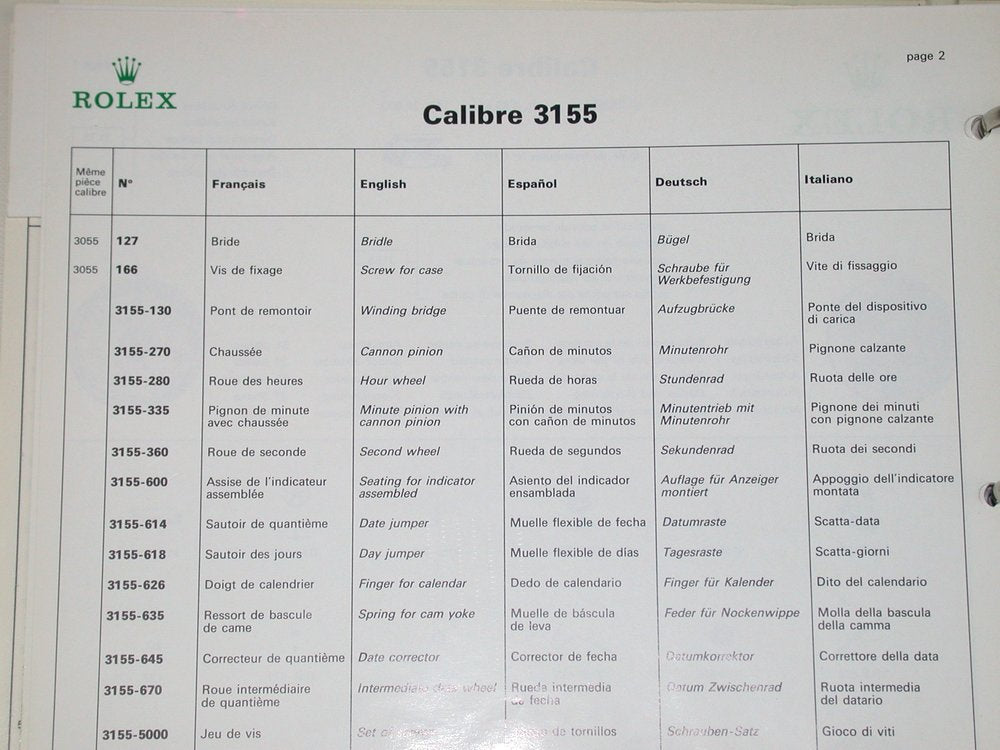 page 2
ROLEX
Calibre 3155
Même
pièce
calibre
N° Français English Español Deutsch Italiano
3055 127 Bride Bridle Brida Bügel Brida
3055 166 Vis de fixage Screw for case Tornillo de fijación Schraube für Vite di fissaggio
Werkbefestigung
3155-130 Pont de remontoir Winding bridge Puente de remontuar Aufzugbrücke Ponte del dispositivo
di carica
3155-270 Chaussée Cannon pinion Cañon de minutos Minutenrohr Pignone calzante
3155-280 Roue des heures Hour wheel Rueda de horas Stundenrad Ruota delle ore
3155-335 Pignon de minute Minute pinion with Pinión de minutos Minutentrieb mit Pignone dei minuti
avec chaussée cannon pinion con cañon de minutos Minutenrohr con pignone calzante
3155-360 Roue de seconde Second wheel Rueda de segundos Sekundenrad Ruota dei secondi
3155-600 Assise de l'indicateur Seating for indicator Asiento del indicador Auflage für Anzeiger Appoggio dell'indicatore
assemblée assembled ensamblada montiert montata
3155-614 Sautoir de quantième Date jumper Muelle flexible de fecha Datumraste Scatta-data
3155-618 Sautoir des jours Day jumper Muelle flexible de días Tagesraste Scatta-giorni
3155-626 Doigt de calendrier Finger for calendar Dedo de calendario Finger für Kalender Dito del calendario
3155-635 Ressort de bascule Spring for cam yoke Muelle de báscula Feder für Nockenwippe Molla della bascula
de came de leva della camma
3155-645 Correcteur de quantième Date corrector Corrector de fecha Datumkorrektor Correttore della data
3155-670 Roue intermédiaire Intermediate date wheel Rueda intermedia Datum Zwischenrad Ruota intermedia
de quantième de fecha del datario
3155-5000 Jeu de vis Set of de tornillos Schrauben-Satz Gioco di viti